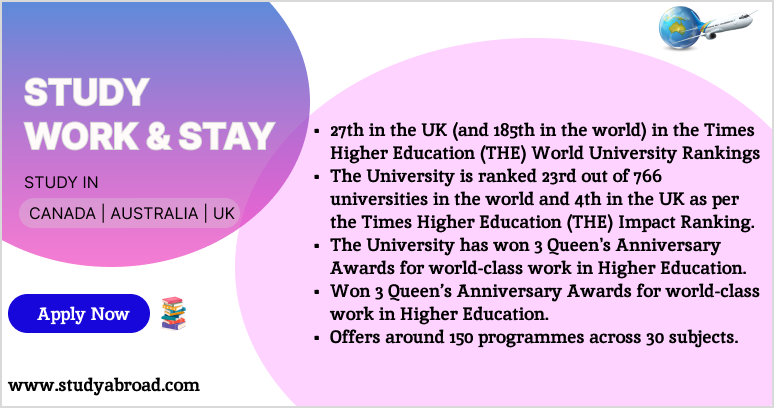 STUDY
WORK & STAY
STUDY IN
CANADA | AUSTRALIA | UK
Apply Now
www.studyabroad.com
▪ 27th in the UK (and 185th in the world) in the Times
Higher Education (THE) World University Rankings
▪ The University is ranked 23rd out of 766
universities in the world and 4th in the UK as per
the Times Higher Education (THE) Impact Ranking.
▪ The University has won 3 Queen's Anniversary
Awards for world-class work in Higher Education.
▪ Won 3 Queen's Anniversary Awards for world-class
work in Higher Education.
▪ Offers around 150 programmes across 30 subjects.